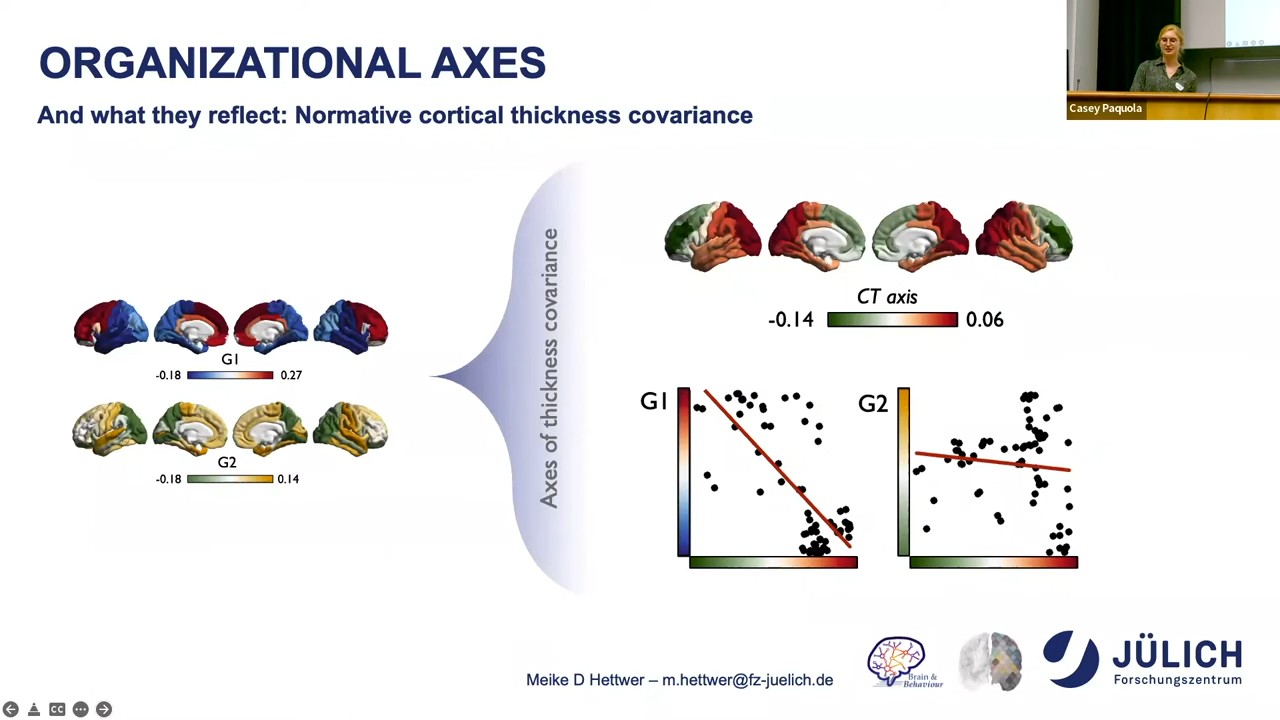 ORGANIZATIONAL AXES
And what they reflect: Normative cortical thickness covariance
Casey Paquola
G1
-0.18 0.27
G2
-0.18 0.14
Axes of thickness covariance
CT axis
-0.14 0.06
G1
G2
Meike D Hettwer – m.hettwer@fz-juelich.de
Brain &
Behaviour
JÜLICH
Forschungszentrum
CC